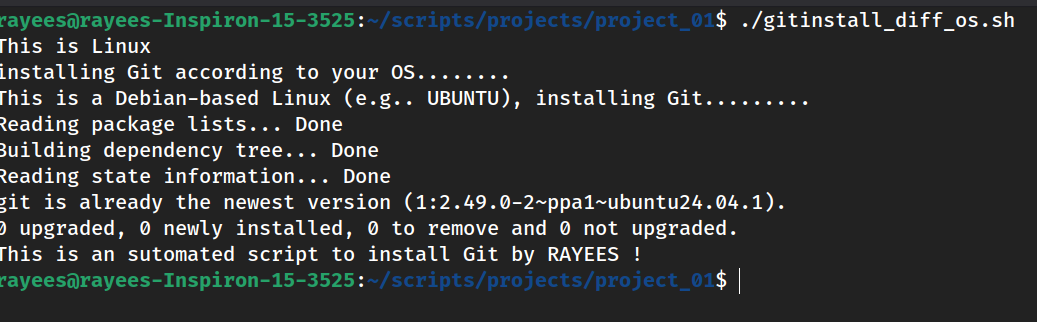 rayees@rayees-Inspiron-15-3525:~/scripts/projects/project_01$ ./gitinstall_diff_os.sh
This is Linux
installing Git according to your OS........
This is a Debian-based Linux (e.g.. UBUNTU), installing Git.........
Reading package lists... Done
Building dependency tree... Done
Reading state information... Done
git is already the newest version (1:2.49.0-2~ppa1~ubuntu24.04.1).
0 upgraded, 0 newly installed, 0 to remove and 0 not upgraded.
This is an sutomated script to install Git by RAYEES !
rayees@rayees-Inspiron-15-3525:~/scripts/projects/project_01$